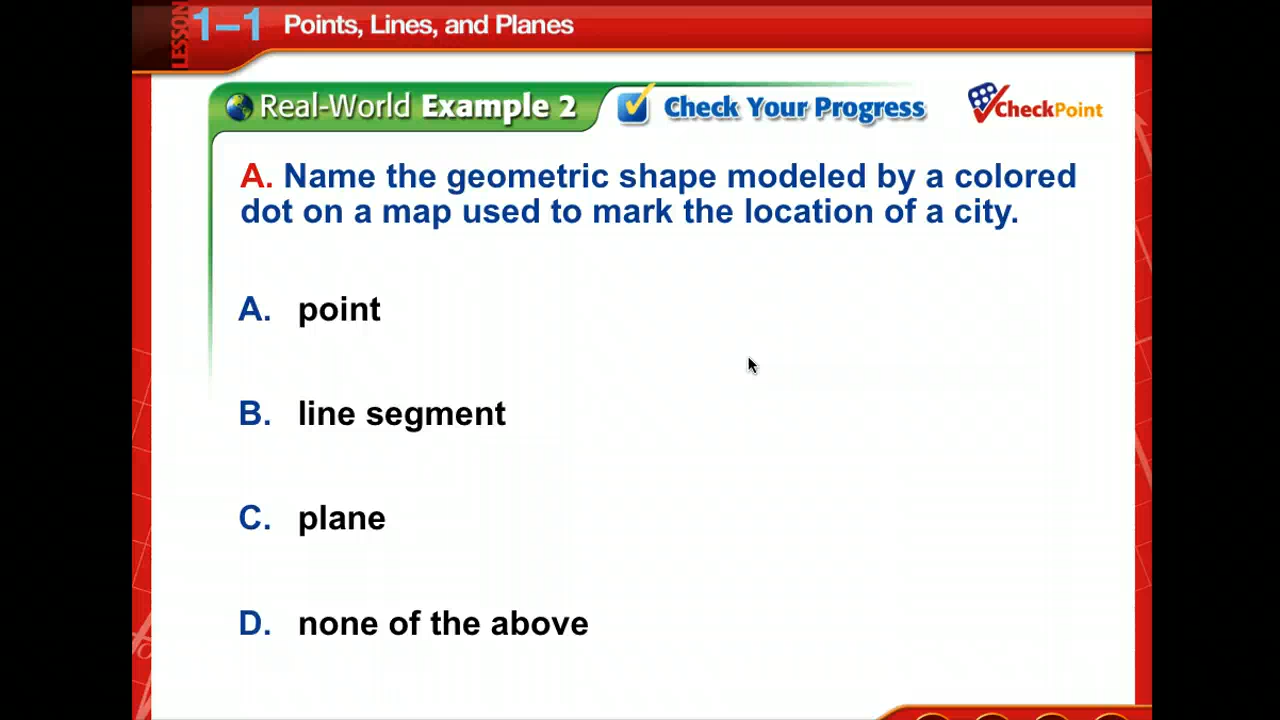 LESSON
1–1 Points, Lines, and Planes
Real-World Example 2 Check Your Progress CheckPoint
A. Name the geometric shape modeled by a colored
dot on a map used to mark the location of a city.
A. point
B. line segment
C. plane
D. none of the above